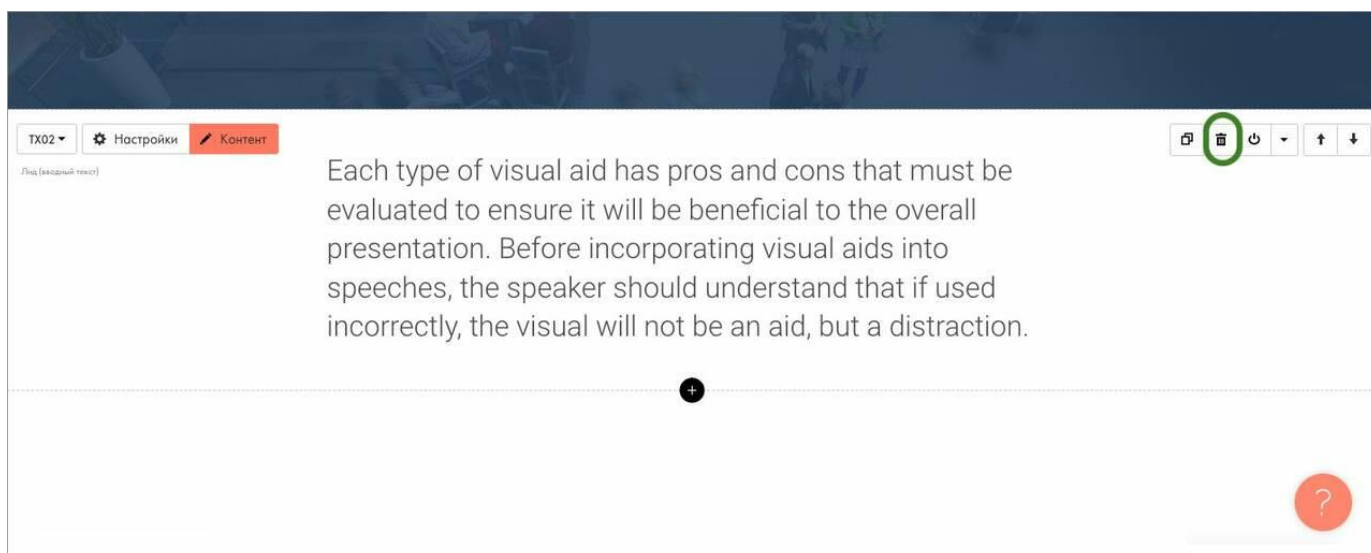 TX02
Настройки
Контент
Лид (вводный текст)
Each type of visual aid has pros and cons that must be
evaluated to ensure it will be beneficial to the overall
presentation. Before incorporating visual aids into
speeches, the speaker should understand that if used
incorrectly, the visual will not be an aid, but a distraction.
+
?